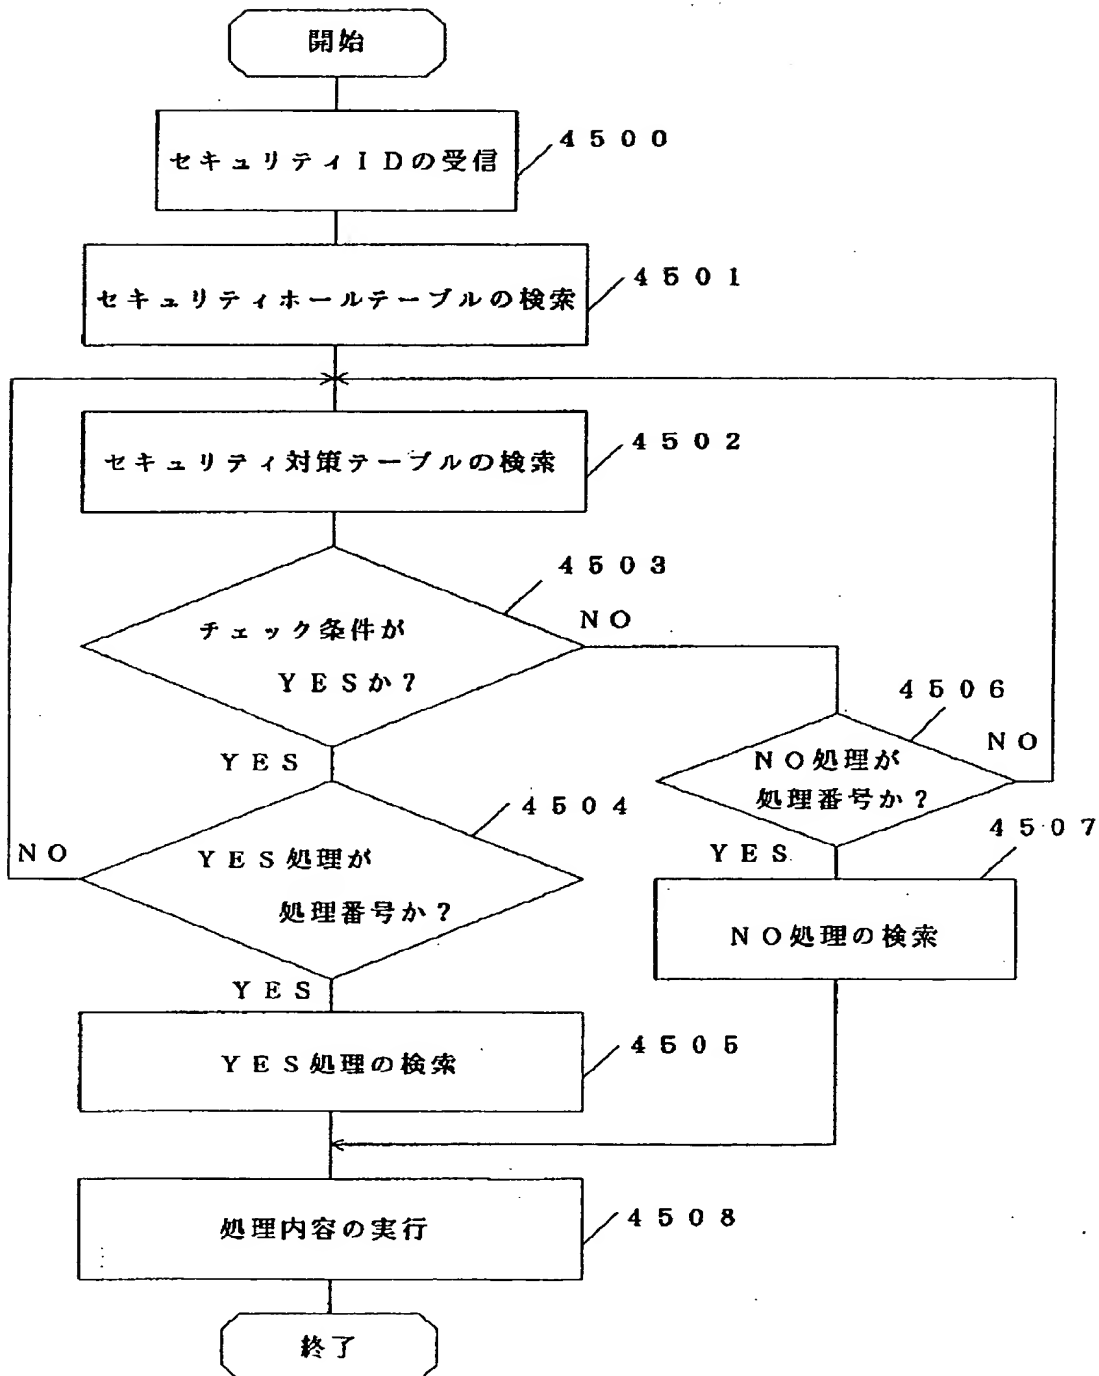 開始
セキュリティIDの受信
4500
セキュリティホールテーブルの検索
4501
セキュリティ対策テーブルの検索
4502
チェック条件が
YESか?
4503
NO
YES
4506
NO処理が
処理番号か?
NO
YES
4504
YES処理が
処理番号か?
NO
YES
4507
NO処理の検索
YES処理の検索
4505
処理内容の実行
4508
終了